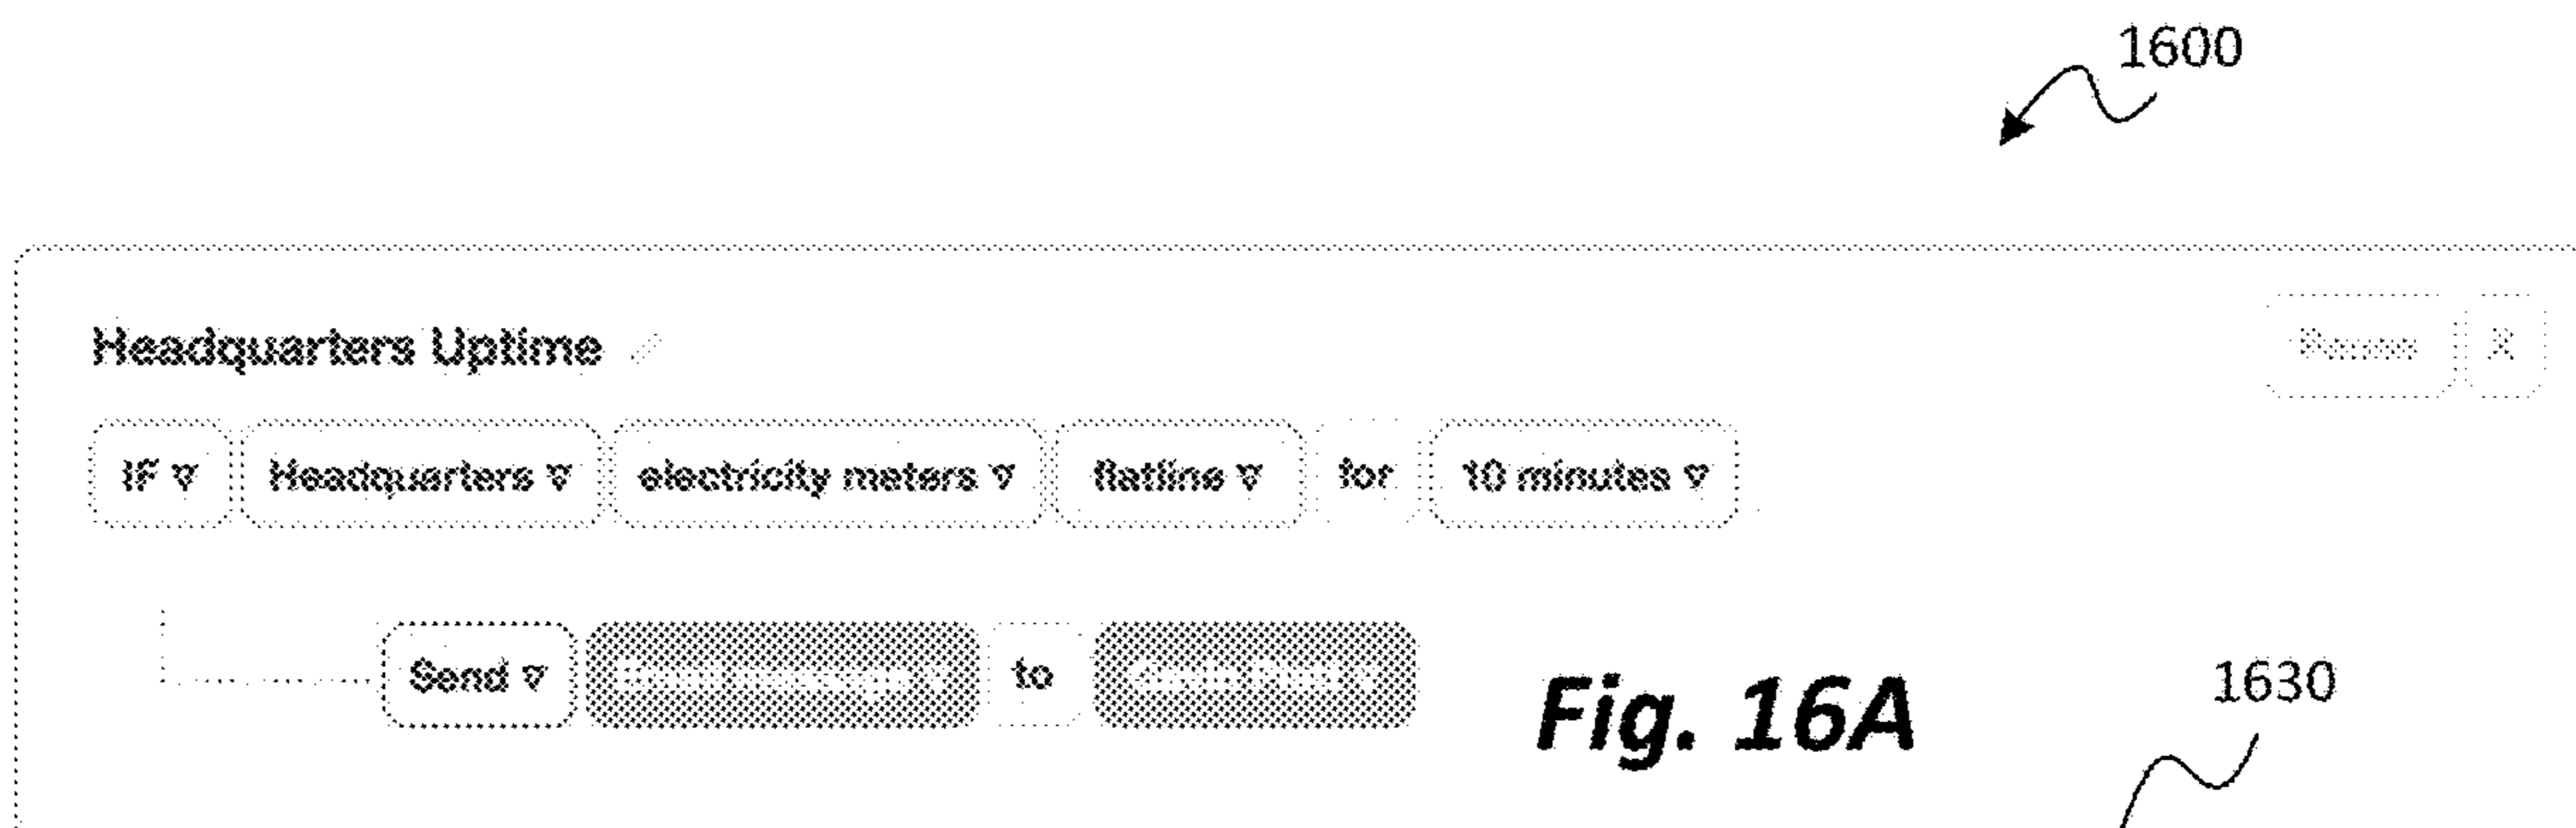 1600
Headquarters Uptime
IF ▽ Headquarters ▽ electricity meters ▽ flatline ▽ for 10 minutes ▽
Send ▽ to
Fig. 16A
1630